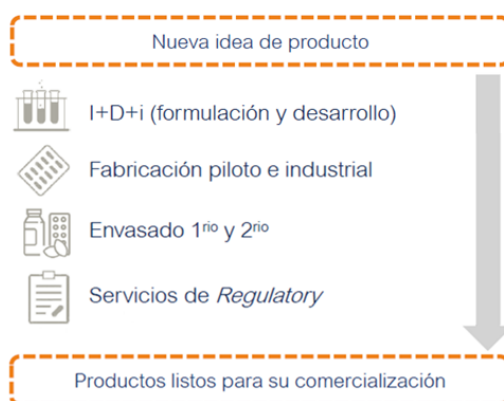 Nueva idea de producto
I+D+i (formulación y desarrollo)
Fabricación piloto e industrial
Envasado 1rio y 2rio
Servicios de Regulatory
Productos listos para su comercialización